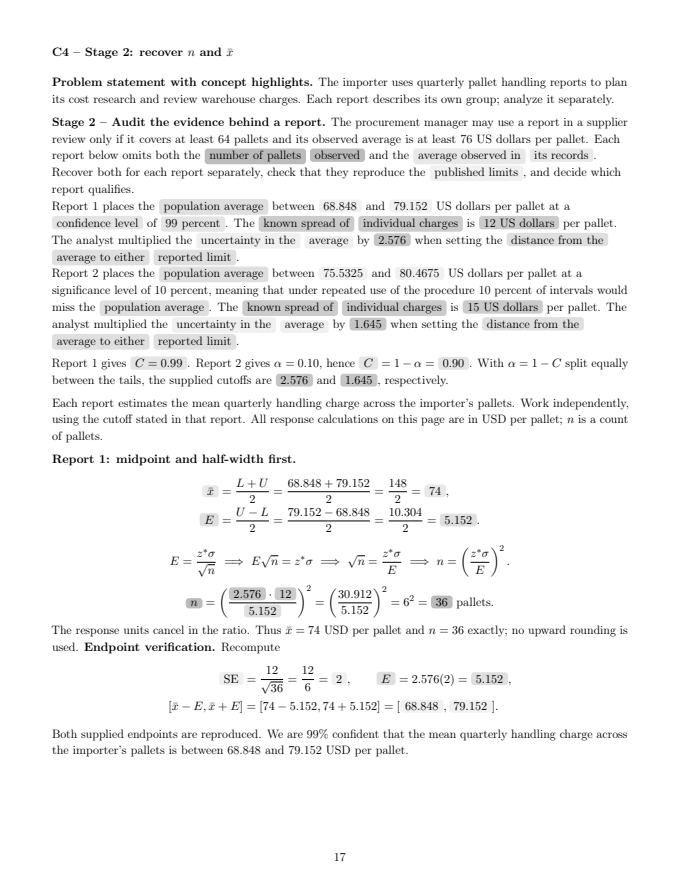 C4 – Stage 2: recover n and x̄
Problem statement with concept highlights. The importer uses quarterly pallet handling reports to plan
its cost research and review warehouse charges. Each report describes its own group; analyze it separately.
Stage 2 – Audit the evidence behind a report. The procurement manager may use a report in a supplier
review only if it covers at least 64 pallets and its observed average is at least 76 US dollars per pallet. Each
report below omits both the number of pallets observed and the average observed in its records.
Recover both for each report separately, check that they reproduce the published limits, and decide which
report qualifies.
Report 1 places the population average between 68.848 and 79.152 US dollars per pallet at a
confidence level of 99 percent. The known spread of individual charges is 12 US dollars per pallet.
The analyst multiplied the uncertainty in the average by 2.576 when setting the distance from the
average to either reported limit.
Report 2 places the population average between 75.5325 and 80.4675 US dollars per pallet at a
significance level of 10 percent, meaning that under repeated use of the procedure 10 percent of intervals would
miss the population average. The known spread of individual charges is 15 US dollars per pallet. The
analyst multiplied the uncertainty in the average by 1.645 when setting the distance from the
average to either reported limit.
Report 1 gives C = 0.99. Report 2 gives α = 0.10, hence C = 1 − α = 0.90. With α = 1 − C split equally
between the tails, the supplied cutoffs are 2.576 and 1.645, respectively.
Each report estimates the mean quarterly handling charge across the importer's pallets. Work independently,
using the cutoff stated in that report. All response calculations on this page are in USD per pallet; n is a count
of pallets.
Report 1: midpoint and half-width first.
x̄ = (L + U)/2 = (68.848 + 79.152)/2 = 148/2 = 74,
E = (U − L)/2 = (79.152 − 68.848)/2 = 10.304/2 = 5.152.
E = z*σ/√n ⟹ E√n = z*σ ⟹ √n = z*σ/E ⟹ n = (z*σ/E)².
n = ((2.576 · 12)/5.152)² = (30.912/5.152)² = 6² = 36 pallets.
The response units cancel in the ratio. Thus x̄ = 74 USD per pallet and n = 36 exactly; no upward rounding is
used. Endpoint verification. Recompute
SE = 12/√36 = 12/6 = 2, E = 2.576(2) = 5.152,
[x̄ − E, x̄ + E] = [74 − 5.152, 74 + 5.152] = [68.848, 79.152].
Both supplied endpoints are reproduced. We are 99% confident that the mean quarterly handling charge across
the importer's pallets is between 68.848 and 79.152 USD per pallet.
17